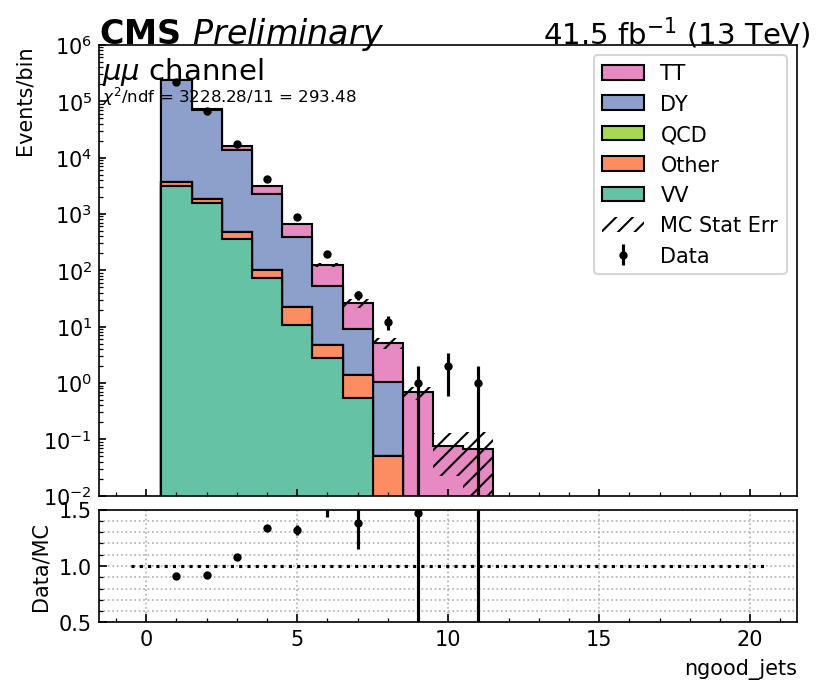 CMS Preliminary 41.5 fb⁻¹ (13 TeV)
μμ channel
χ²/ndf = 3228.28/11 = 293.48
Events/bin
10⁶
10⁵
10⁴
10³
10²
10¹
10⁰
10⁻¹
10⁻²
TT
DY
QCD
Other
VV
MC Stat Err
Data
Data/MC
1.5
1.0
0.5
0 5 10 15 20
ngood_jets